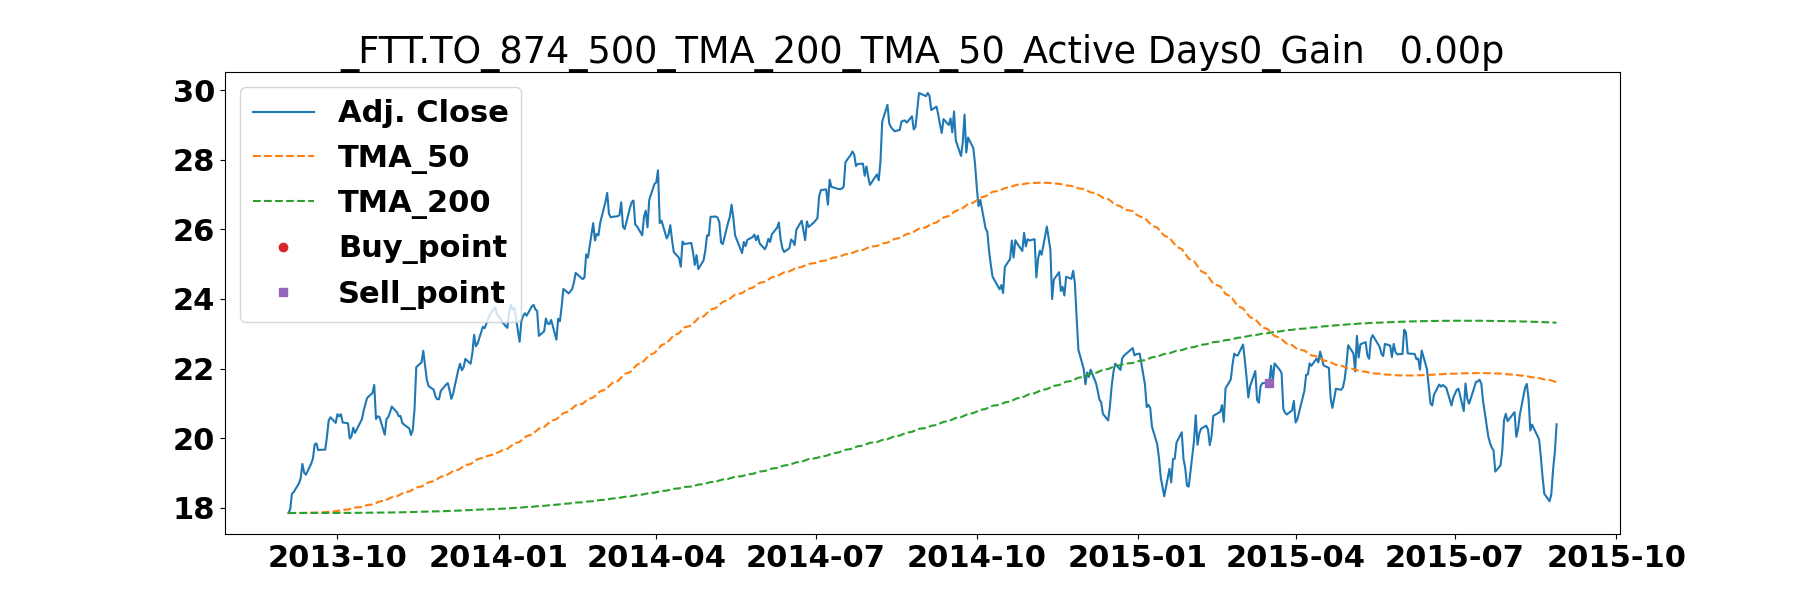 _FTT.TO_874_500_TMA_200_TMA_50_Active Days0_Gain   0.00p
30
28
26
24
22
20
18
Adj. Close
TMA_50
TMA_200
Buy_point
Sell_point
2013-10 2014-01 2014-04 2014-07 2014-10 2015-01 2015-04 2015-07 2015-10